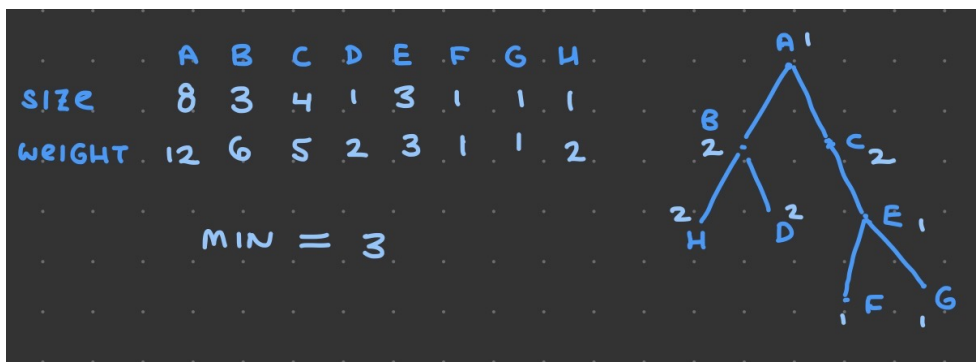 A B C D E F G H
SIZE 8 3 4 1 3 1 1 1
WEIGHT 12 6 5 2 3 1 1 2
MIN = 3
A 1
B
2
C 2
2
H
D 2
E 1
F
1
G
1